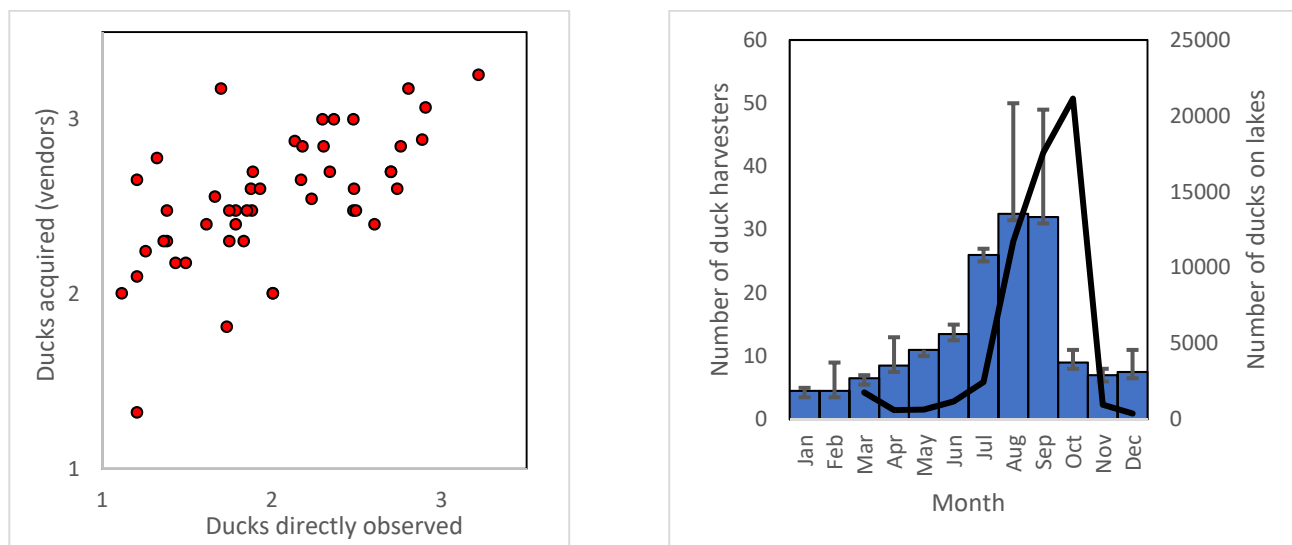 Ducks acquired (vendors)
3
2
1
1 2 3
Ducks directly observed
Number of duck harvesters
60
50
40
30
20
10
0
25000
20000
15000
10000
5000
0
Number of ducks on lakes
Jan Feb Mar Apr May Jun Jul Aug Sep Oct Nov Dec
Month